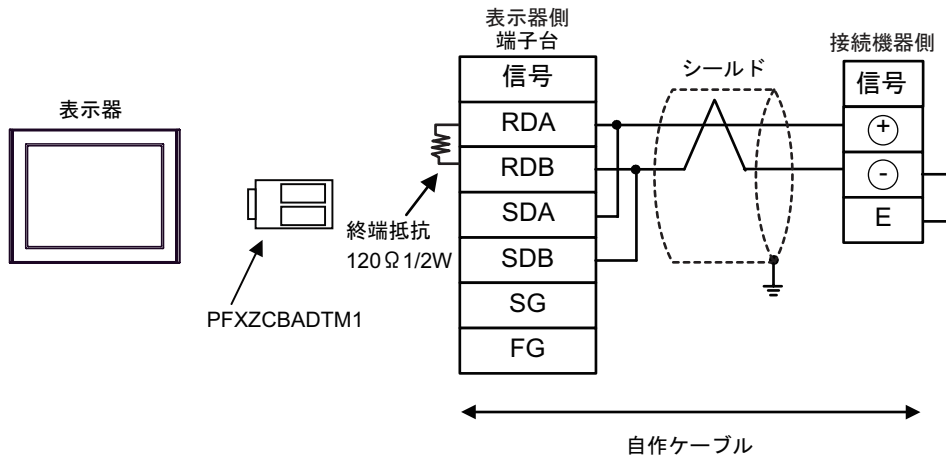 表示器
PFXZCBADTM1
終端抵抗
120Ω1/2W
表示器側
端子台
信号
RDA
RDB
SDA
SDB
SG
FG
シールド
接続機器側
信号
+
-
E
自作ケーブル